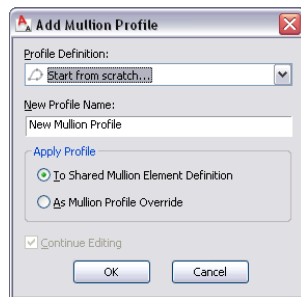 Add Mullion Profile
Profile Definition:
Start from scratch...
New Profile Name:
New Mullion Profile
Apply Profile
To Shared Mullion Element Definition
As Mullion Profile Override
Continue Editing
OK
Cancel